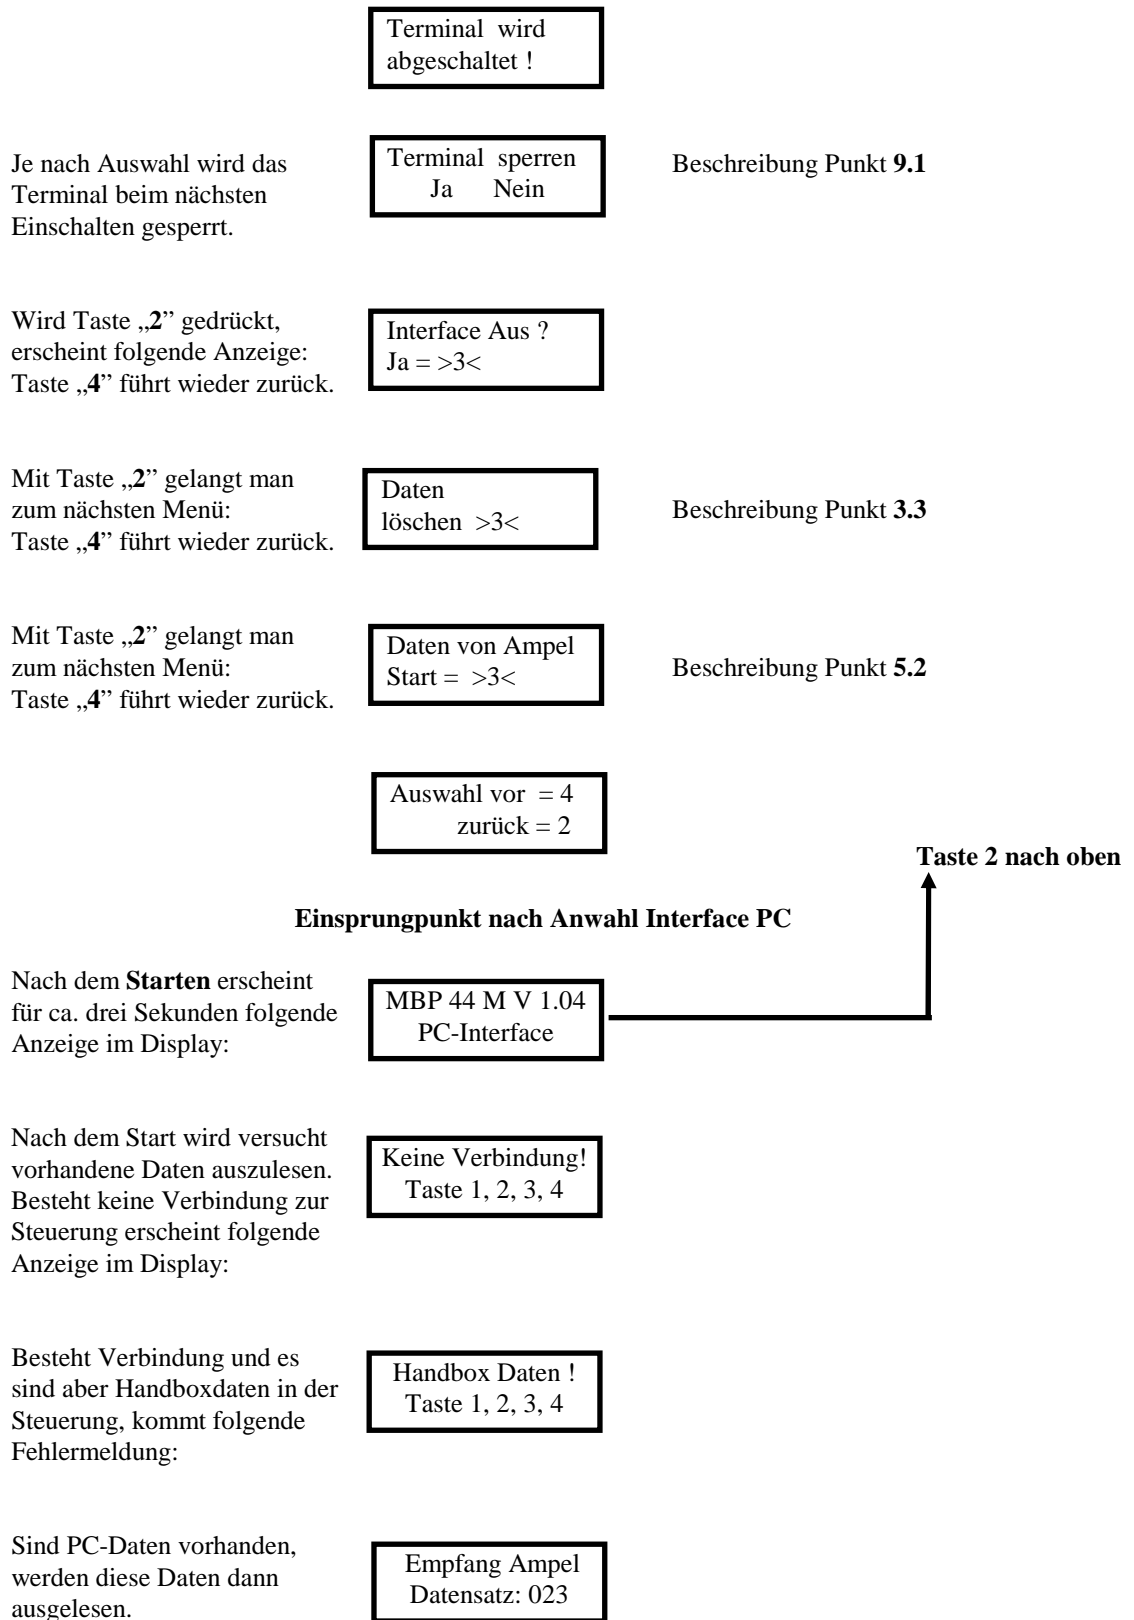 Terminal wird
abgeschaltet !
Je nach Auswahl wird das
Terminal beim nächsten
Einschalten gesperrt.
Terminal sperren
Ja Nein
Beschreibung Punkt 9.1
Wird Taste „2” gedrückt,
erscheint folgende Anzeige:
Taste „4” führt wieder zurück.
Interface Aus ?
Ja = >3<
Mit Taste „2” gelangt man
zum nächsten Menü:
Taste „4” führt wieder zurück.
Daten
löschen >3<
Beschreibung Punkt 3.3
Mit Taste „2” gelangt man
zum nächsten Menü:
Taste „4” führt wieder zurück.
Daten von Ampel
Start = >3<
Beschreibung Punkt 5.2
Auswahl vor = 4
zurück = 2
Taste 2 nach oben
Einsprungpunkt nach Anwahl Interface PC
Nach dem Starten erscheint
für ca. drei Sekunden folgende
Anzeige im Display:
MBP 44 M V 1.04
PC-Interface
Nach dem Start wird versucht
vorhandene Daten auszulesen.
Besteht keine Verbindung zur
Steuerung erscheint folgende
Anzeige im Display:
Keine Verbindung!
Taste 1, 2, 3, 4
Besteht Verbindung und es
sind aber Handboxdaten in der
Steuerung, kommt folgende
Fehlermeldung:
Handbox Daten !
Taste 1, 2, 3, 4
Sind PC-Daten vorhanden,
werden diese Daten dann
ausgelesen.
Empfang Ampel
Datensatz: 023